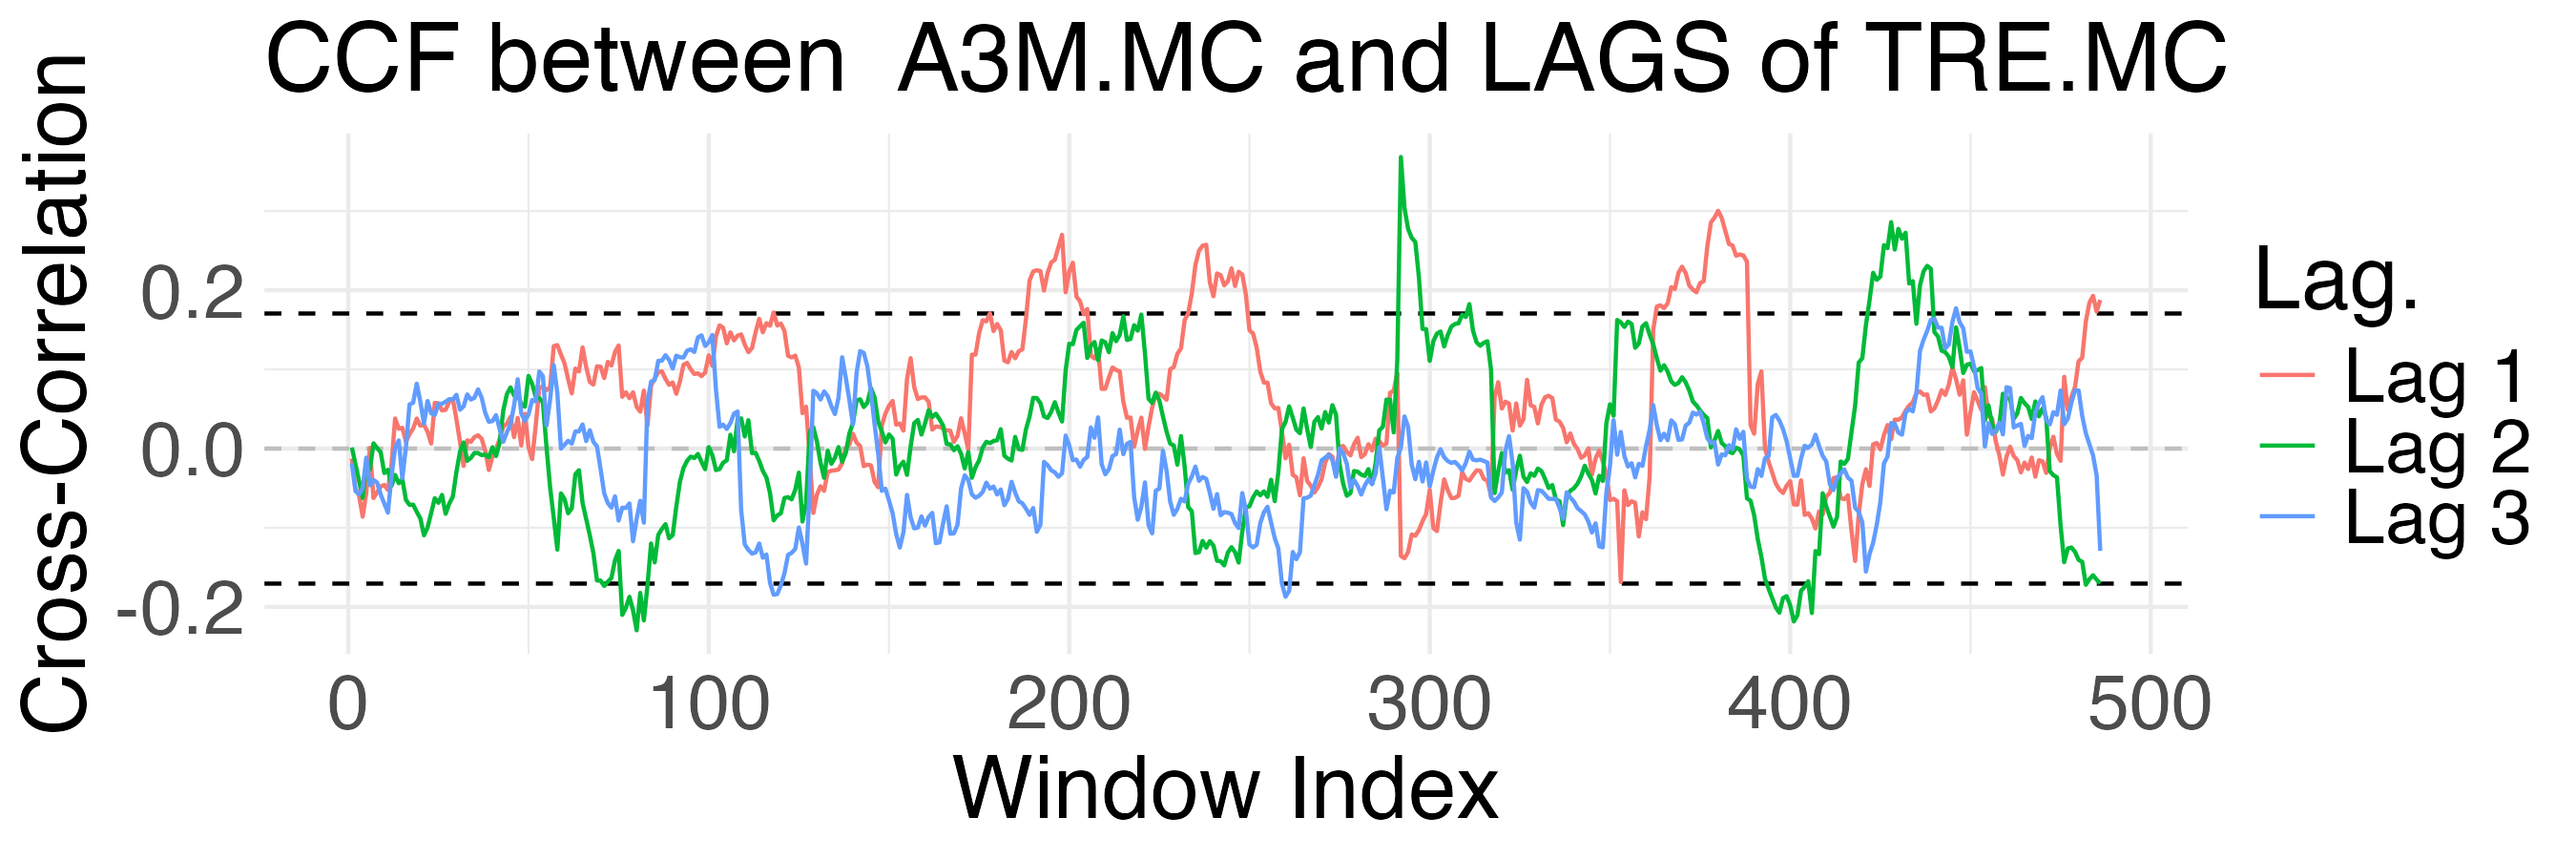 CCF between  A3M.MC and LAGS of TRE.MC
Cross-Correlation
0.2
0.0
-0.2
0 100 200 300 400 500
Window Index
Lag.
Lag 1
Lag 2
Lag 3